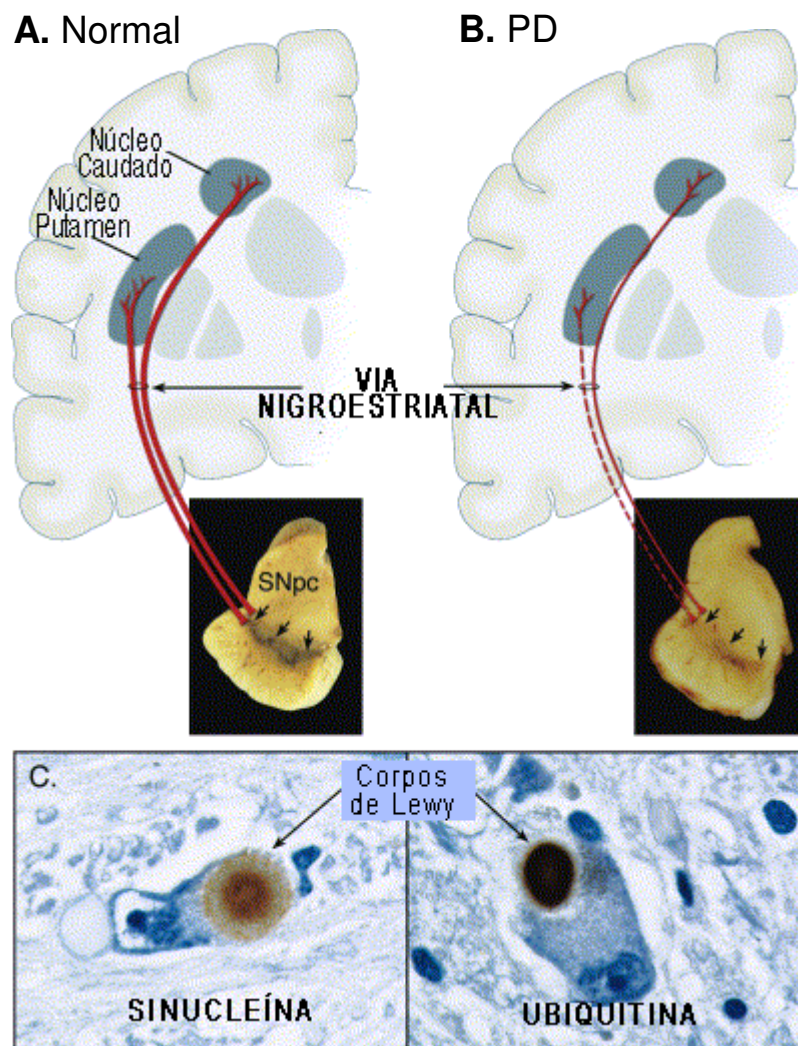 A. Normal
B. PD
Núcleo
Caudado
Núcleo
Putamen
VIA
NIGROESTRIATAL
SNpc
C.
Corpos
de Lewy
SINUCLEÍNA
UBIQUITINA